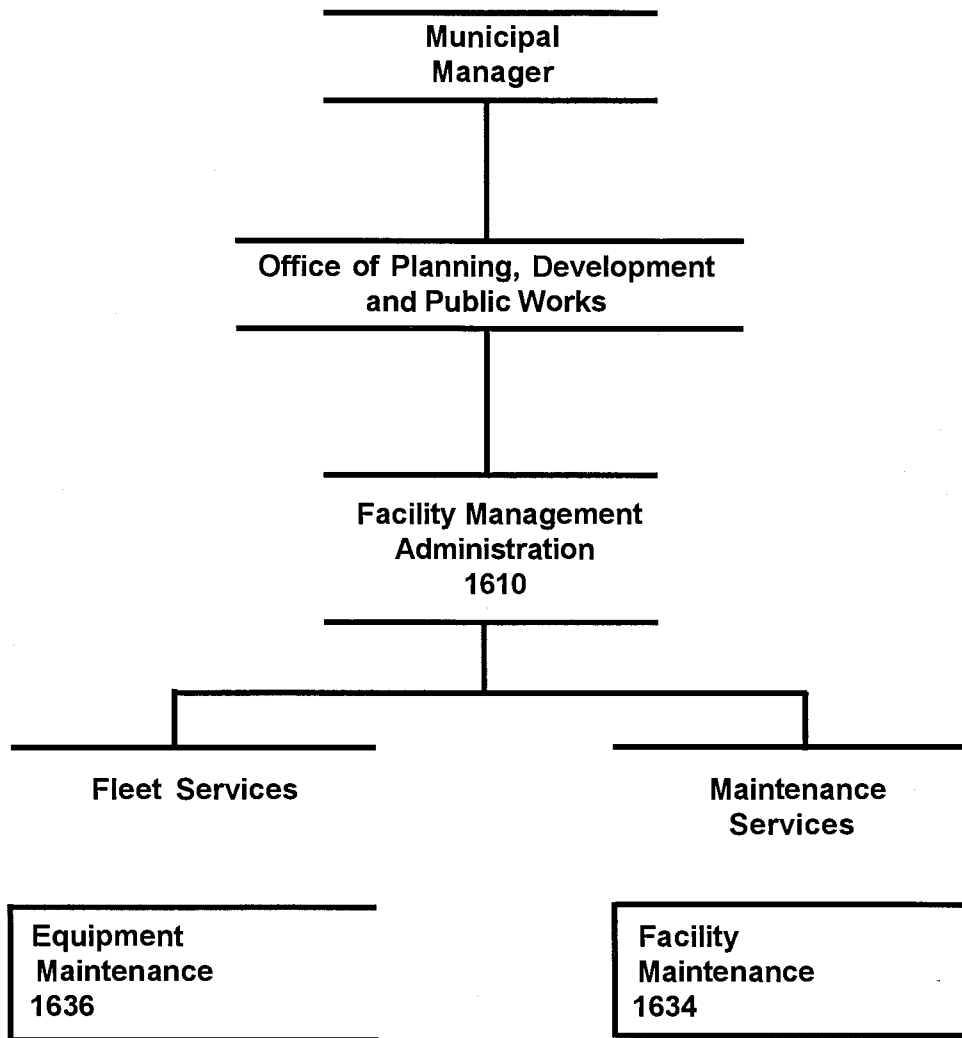 Municipal
Manager
Office of Planning, Development
and Public Works
Facility Management
Administration
1610
Fleet Services
Maintenance
Services
Equipment
Maintenance
1636
Facility
Maintenance
1634